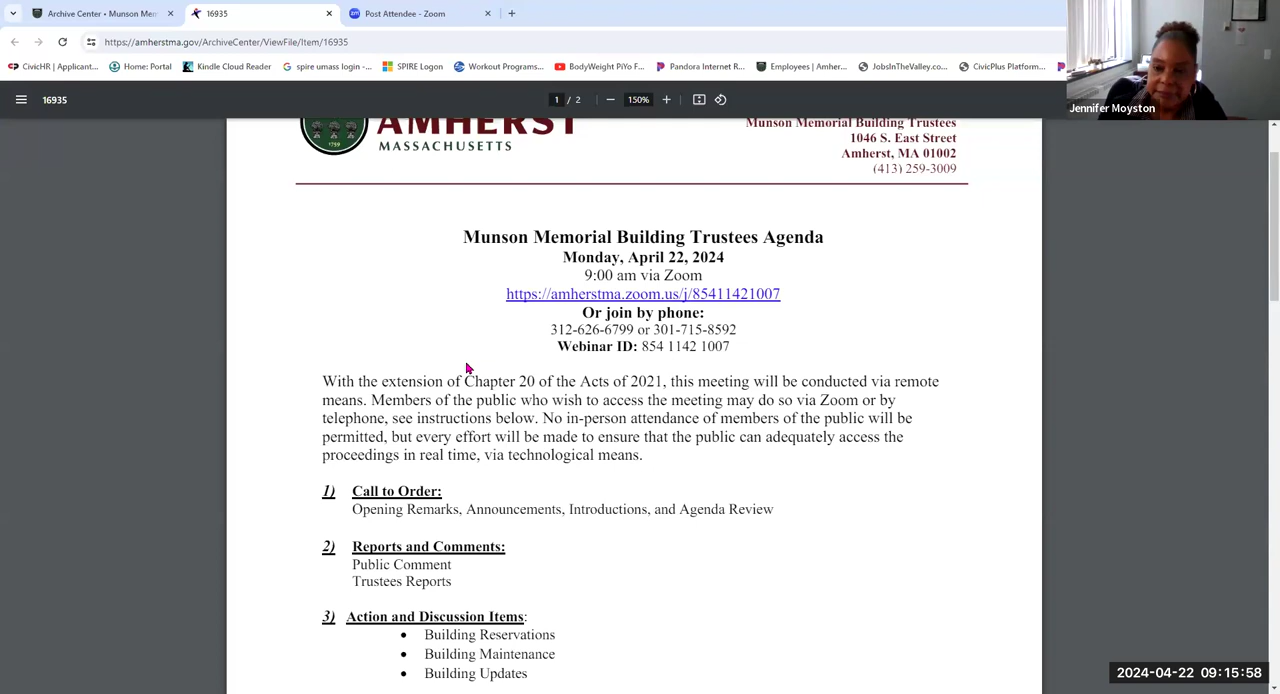 Archive Center • Munson Mem
16935
Post Attendee - Zoom
https://amherstma.gov/ArchiveCenter/ViewFile/Item/16935
CivicHR | Applicant...
Home: Portal
Kindle Cloud Reader
spire umass login -...
SPIRE Logon
Workout Programs...
BodyWeight PiYo F...
Pandora Internet R...
Employees | Amher...
JobsInTheValley.co...
CivicPlus Platform...
16935
1 / 2
150%
Jennifer Moyston
AMHERST
MASSACHUSETTS
1759
Munson Memorial Building Trustees
1046 S. East Street
Amherst, MA 01002
(413) 259-3009
Munson Memorial Building Trustees Agenda
Monday, April 22, 2024
9:00 am via Zoom
https://amherstma.zoom.us/j/85411421007
Or join by phone:
312-626-6799 or 301-715-8592
Webinar ID: 854 1142 1007
With the extension of Chapter 20 of the Acts of 2021, this meeting will be conducted via remote
means. Members of the public who wish to access the meeting may do so via Zoom or by
telephone, see instructions below. No in-person attendance of members of the public will be
permitted, but every effort will be made to ensure that the public can adequately access the
proceedings in real time, via technological means.
1) Call to Order:
Opening Remarks, Announcements, Introductions, and Agenda Review
2) Reports and Comments:
Public Comment
Trustees Reports
3) Action and Discussion Items:
• Building Reservations
• Building Maintenance
• Building Updates
2024-04-22 09:15:58